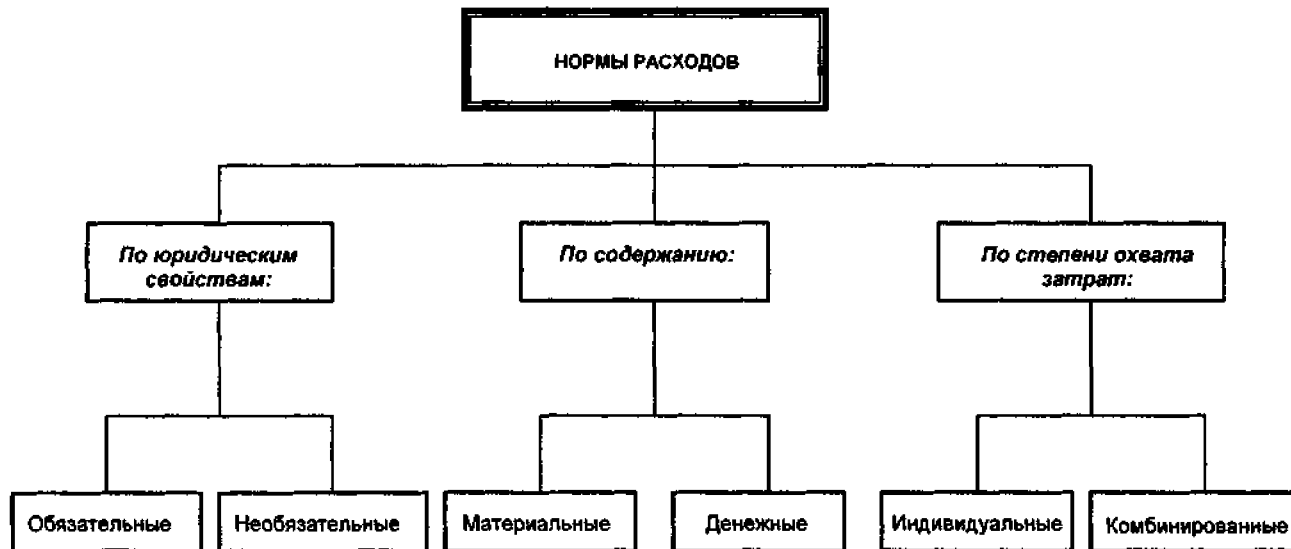 НОРМЫ РАСХОДОВ
По юридическим
свойствам:
По содержанию:
По степени охвата
затрат:
Обязательные
Необязательные
Материальные
Денежные
Индивидуальные
Комбинированные